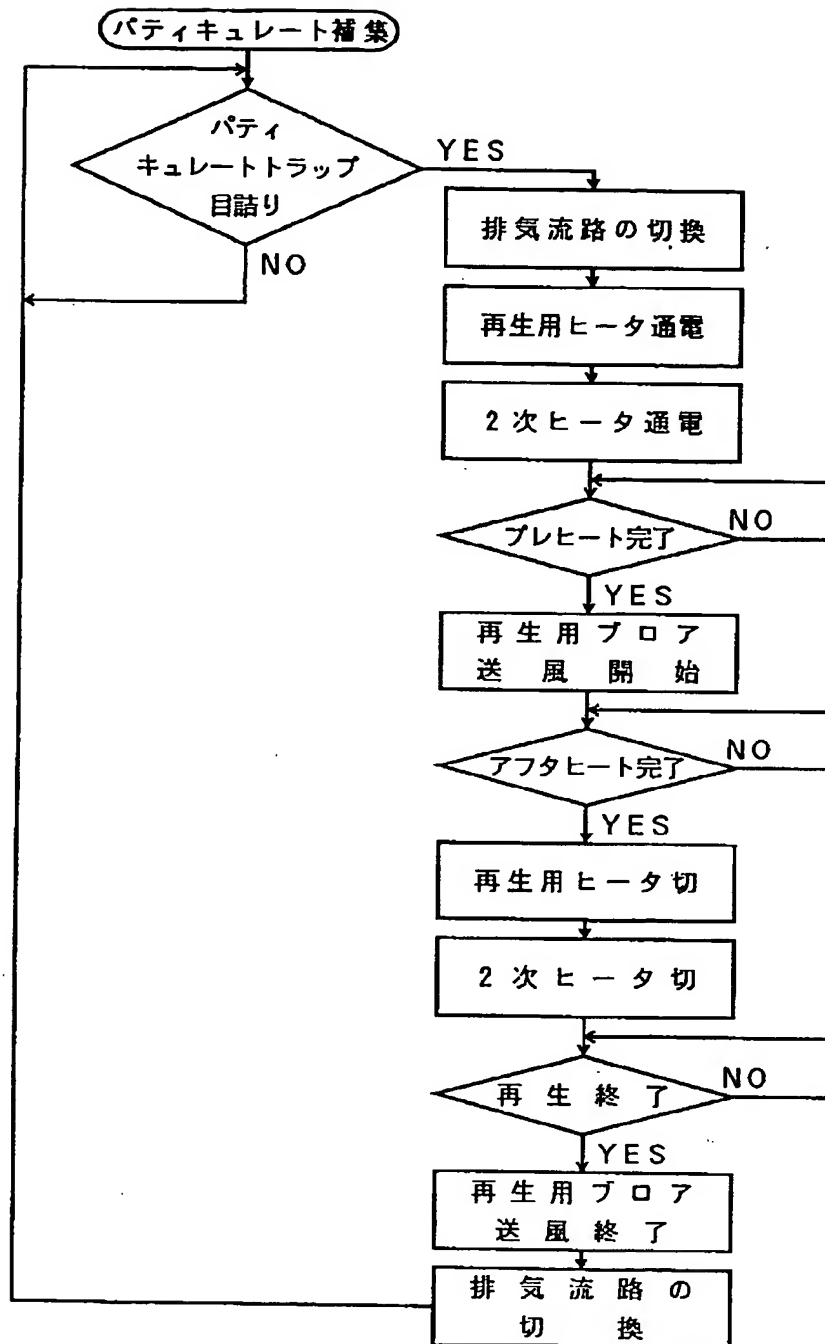 パティキュレート補集
パティ
キュレートトラップ
目詰り
YES
NO
排気流路の切換
再生用ヒータ通電
2次ヒータ通電
プレヒート完了
NO
YES
再生用ブロア
送風開始
アフタヒート完了
NO
YES
再生用ヒータ切
2次ヒータ切
再生終了
NO
YES
再生用ブロア
送風終了
排気流路の
切換